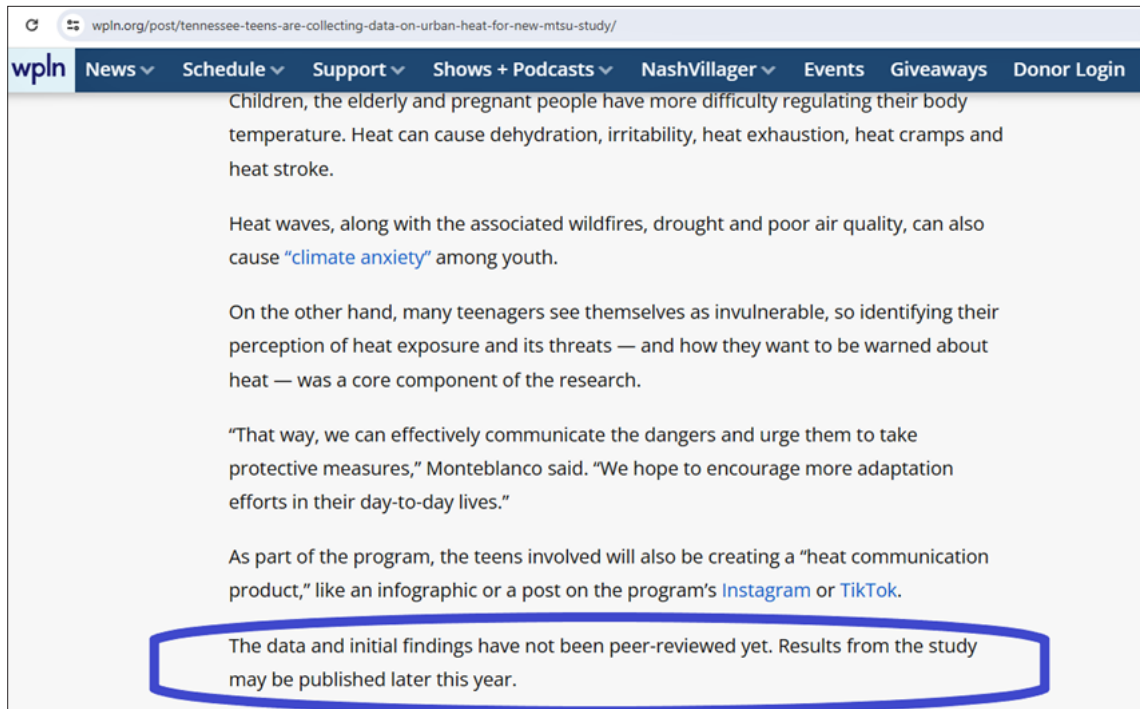 wpln.org/post/tennessee-teens-are-collecting-data-on-urban-heat-for-new-mtsu-study/
wpln News Schedule Support Shows + Podcasts NashVillager Events Giveaways Donor Login
Children, the elderly and pregnant people have more difficulty regulating their body
temperature. Heat can cause dehydration, irritability, heat exhaustion, heat cramps and
heat stroke.
Heat waves, along with the associated wildfires, drought and poor air quality, can also
cause “climate anxiety” among youth.
On the other hand, many teenagers see themselves as invulnerable, so identifying their
perception of heat exposure and its threats — and how they want to be warned about
heat — was a core component of the research.
“That way, we can effectively communicate the dangers and urge them to take
protective measures,” Monteblanco said. “We hope to encourage more adaptation
efforts in their day-to-day lives.”
As part of the program, the teens involved will also be creating a “heat communication
product,” like an infographic or a post on the program’s Instagram or TikTok.
The data and initial findings have not been peer-reviewed yet. Results from the study
may be published later this year.